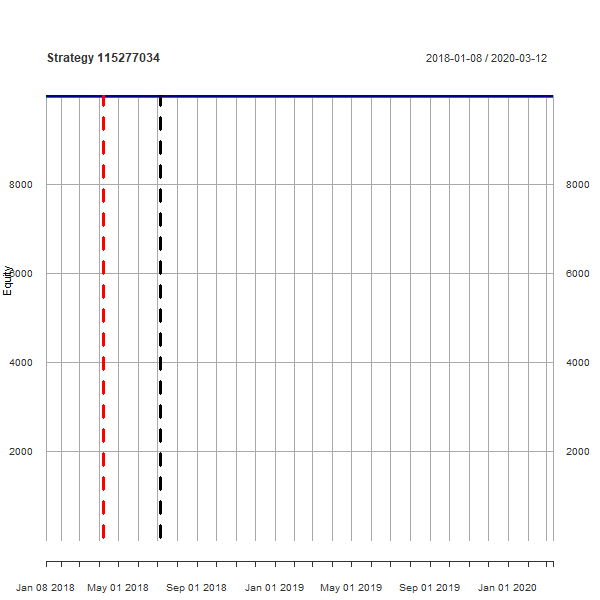 Strategy 115277034
2018-01-08 / 2020-03-12
8000
8000
Equity
6000
6000
4000
4000
2000
2000
Jan 08 2018
May 01 2018
Sep 01 2018
Jan 01 2019
May 01 2019
Sep 01 2019
Jan 01 2020